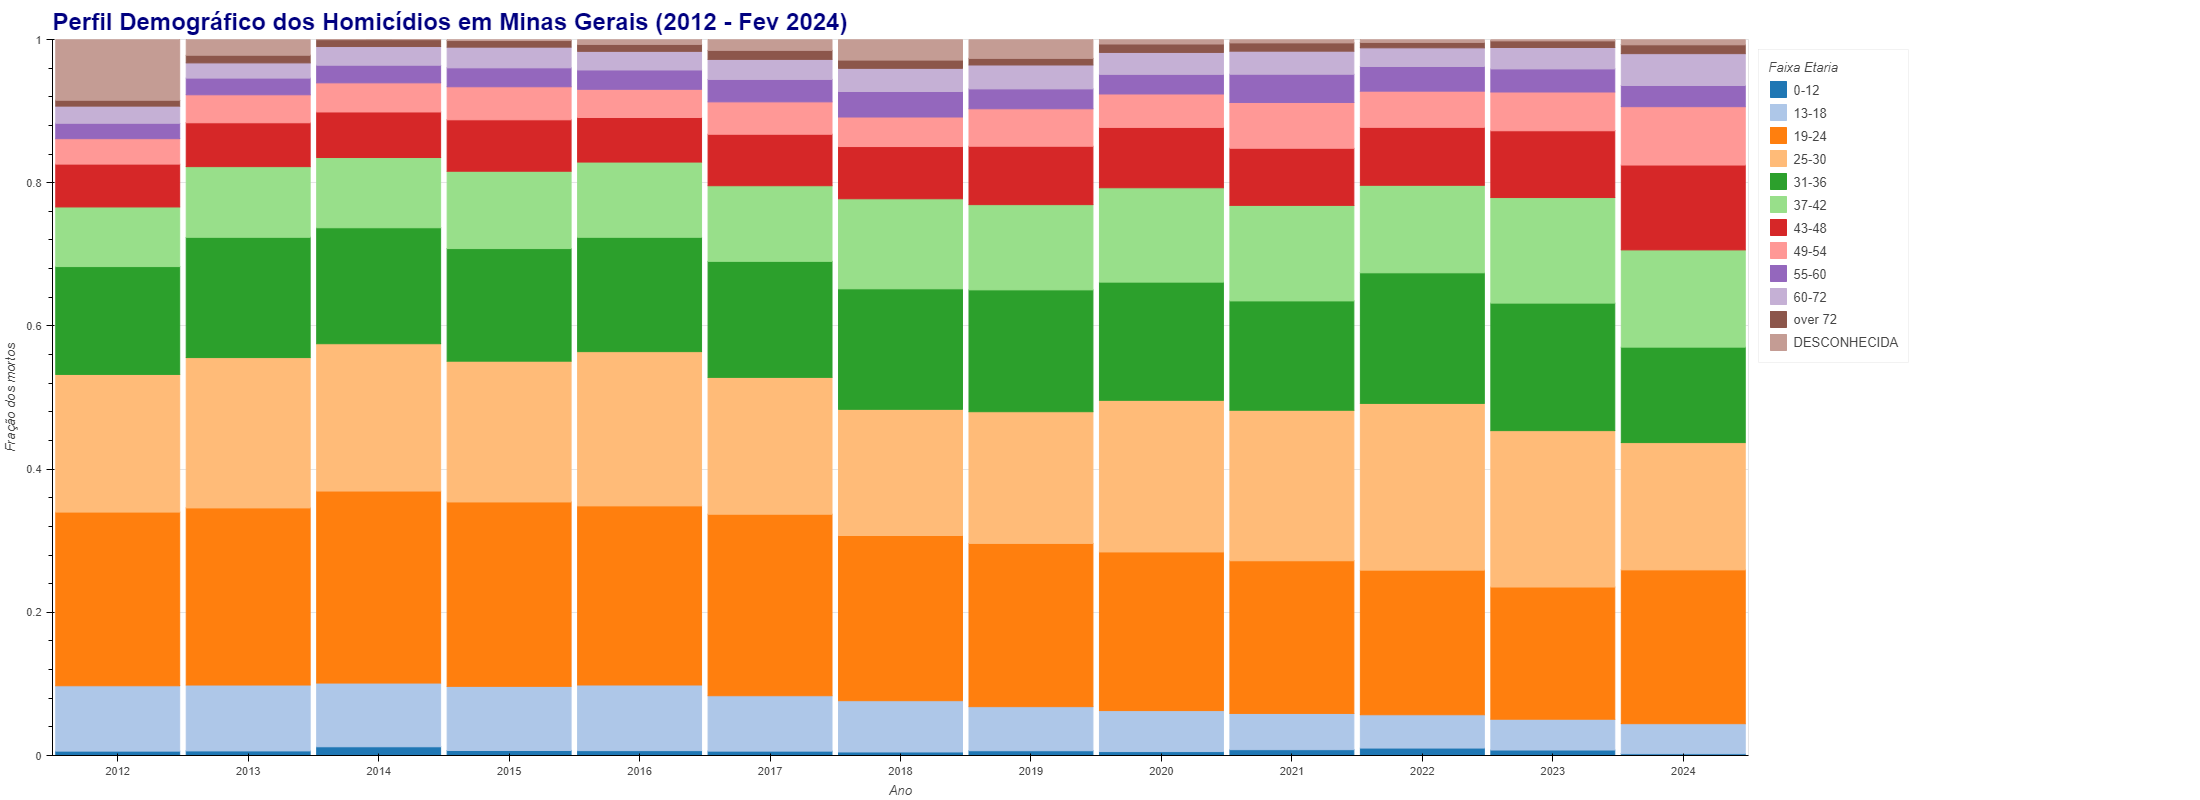 Perfil Demográfico dos Homicídios em Minas Gerais (2012 - Fev 2024)
Fração dos mortos
1
0.8
0.6
0.4
0.2
0
2012 2013 2014 2015 2016 2017 2018 2019 2020 2021 2022 2023 2024
Ano
Faixa Etaria
0-12
13-18
19-24
25-30
31-36
37-42
43-48
49-54
55-60
60-72
over 72
DESCONHECIDA